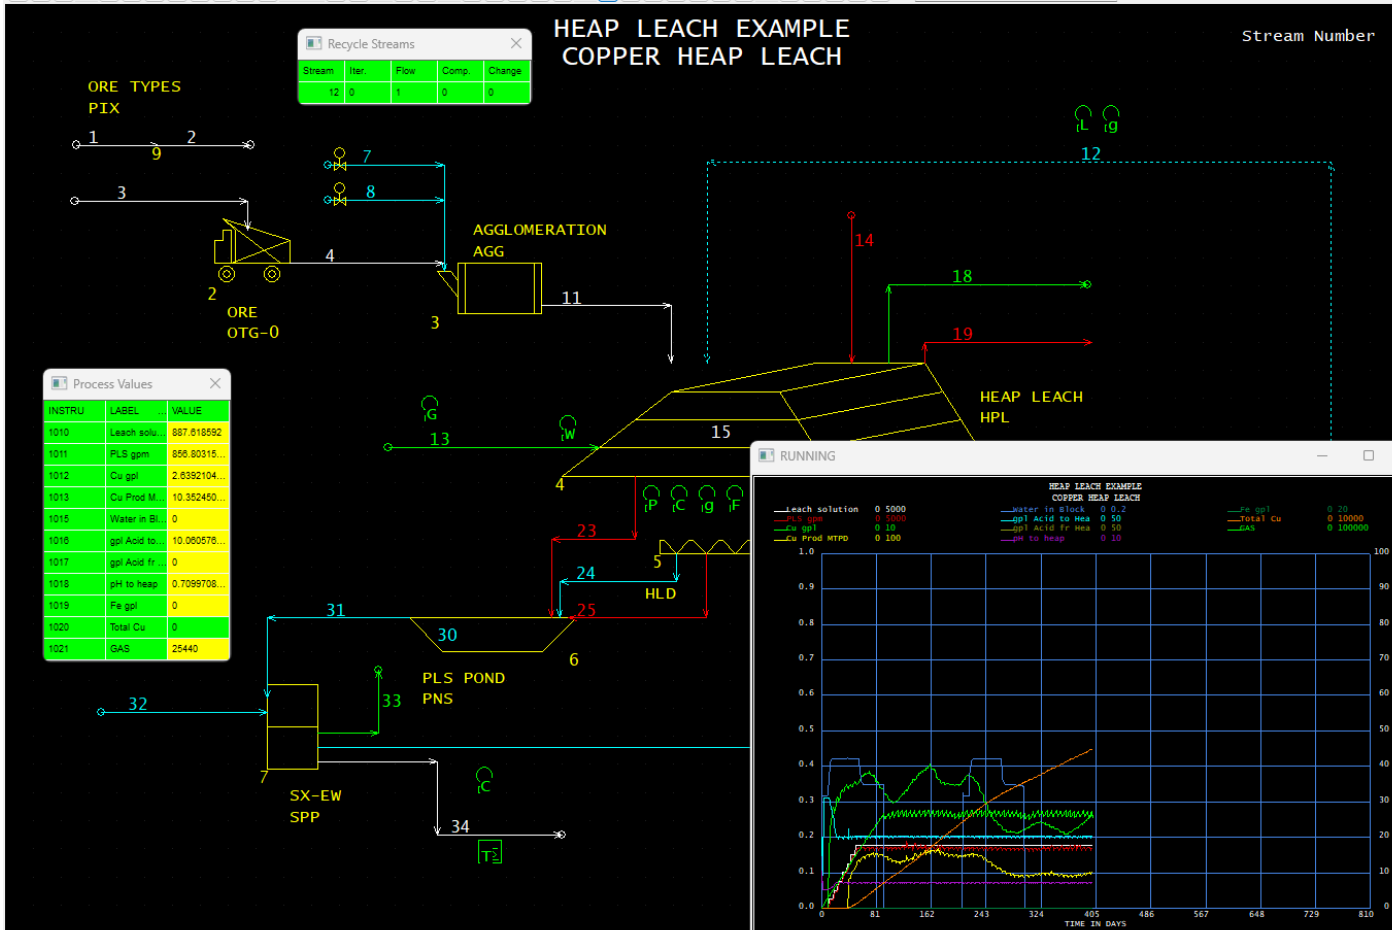 HEAP LEACH EXAMPLE
COPPER HEAP LEACH
Stream Number
Recycle Streams
Stream Iter. Flow Comp. Change
12 0 1 0 0
ORE TYPES
PIX
1
2
9
3
7
8
4
2
ORE
OTG-0
AGGLOMERATION
AGG
3
11
L g
12
14
18
19
HEAP LEACH
HPL
G
13
W
15
4
P C g F
23
24
25
5
HLD
31
30
6
PLS POND
PNS
32
33
7
SX-EW
SPP
C
34
T
Process Values
INSTRU LABEL ... VALUE
1010 Leach solu... 887.618592
1011 PLS gpm 856.80315...
1012 Cu gpl 2.6392104...
1013 Cu Prod M... 10.352450...
1015 Water in Bl... 0
1016 gpl Acid to... 10.060576...
1017 gpl Acid fr ... 0
1018 pH to heap 0.7099708...
1019 Fe gpl 0
1020 Total Cu 0
1021 GAS 25440
RUNNING
HEAP LEACH EXAMPLE
COPPER HEAP LEACH
Leach solution 0 5000
PLS gpm 0 5000
Cu gpl 0 10
Cu Prod MTPD 0 100
Water in Block 0 0.2
gpl Acid to Hea 0 50
gpl Acid fr Hea 0 50
pH to heap 0 10
Fe gpl 0 20
Total Cu 0 10000
GAS 0 100000
1.0 100
0.9 90
0.8 80
0.7 70
0.6 60
0.5 50
0.4 40
0.3 30
0.2 20
0.1 10
0.0 0
0 81 162 243 324 405 486 567 648 729 810
TIME IN DAYS